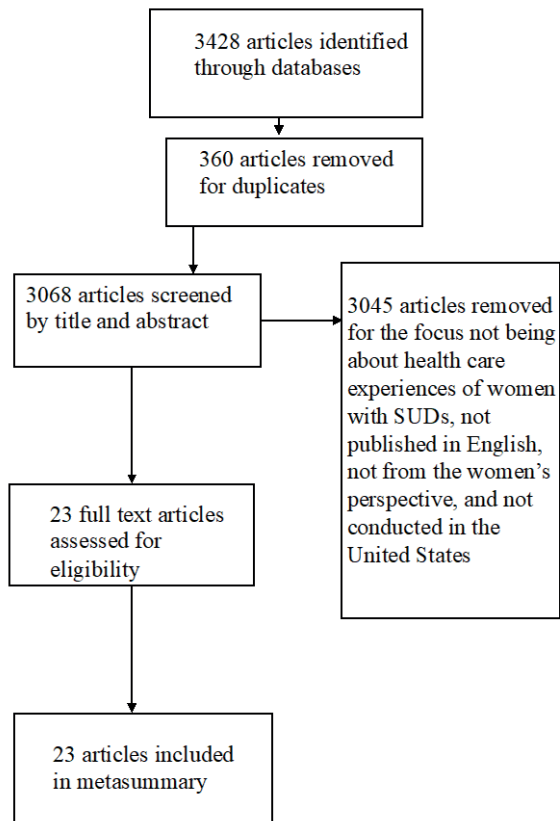 3428 articles identified
through databases
360 articles removed
for duplicates
3068 articles screened
by title and abstract
3045 articles removed
for the focus not being
about health care
experiences of women
with SUDs, not
published in English,
not from the women’s
perspective, and not
conducted in the
United States
23 full text articles
assessed for
eligibility
23 articles included
in metasummary